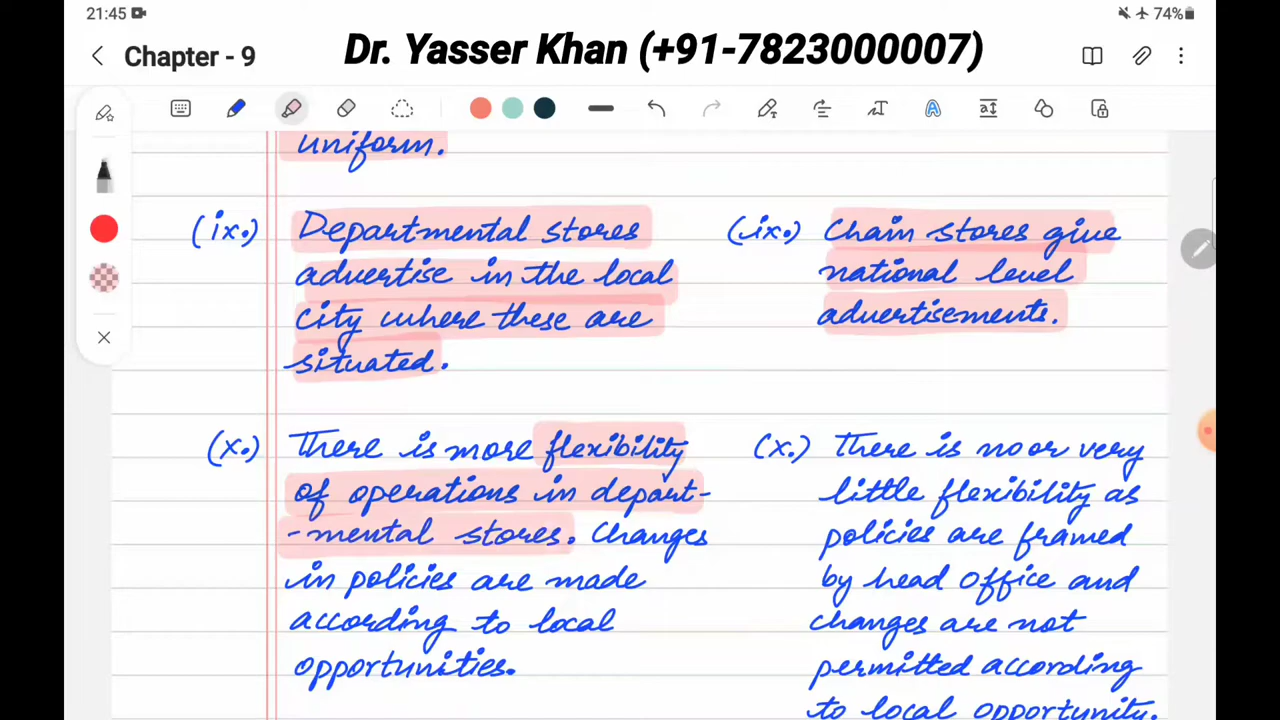 21:45
74%
Chapter - 9
Dr. Yasser Khan (+91-7823000007)
uniform.
(ix.) Departmental stores
advertise in the local
city where these are
situated.
(ix.) Chain stores give
national level
advertisements.
(x.) There is more flexibility
of operations in depart-
-mental stores. Changes
in policies are made
according to local
opportunities.
(x.) There is no or very
little flexibility as
policies are framed
by head office and
changes are not
permitted according
to local opportunity.